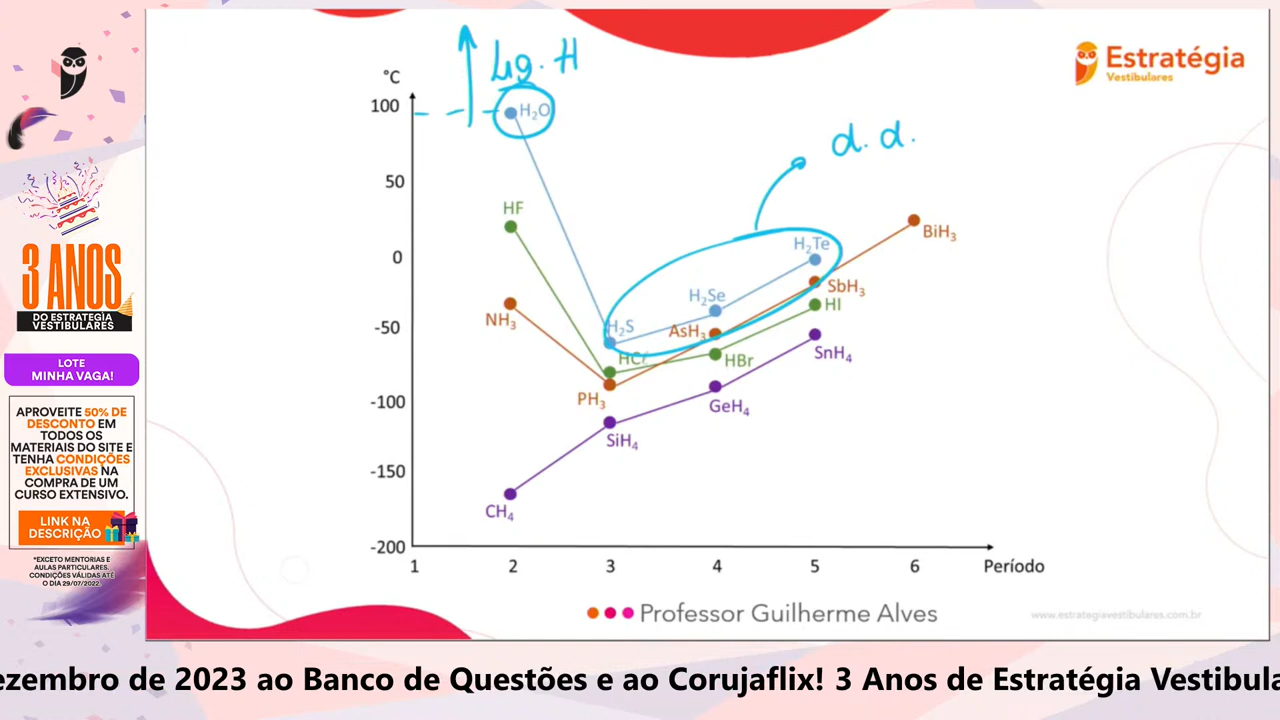 Lig. H
°C
100
H₂O
50
HF
0
NH₃
-50
H₂S
HCℓ
PH₃
-100
SiH₄
-150
CH₄
-200
H₂Se
AsH₃
HBr
GeH₄
H₂Te
SbH₃
HI
SnH₄
BiH₃
d. d.
1 2 3 4 5 6 Período
Estratégia
Vestibulares
Professor Guilherme Alves
www.estrategiavestibulares.com.br
3 ANOS
DO ESTRATÉGIA
VESTIBULARES
LOTE
MINHA VAGA!
APROVEITE 50% DE
DESCONTO EM
TODOS OS
MATERIAIS DO SITE E
TENHA CONDIÇÕES
EXCLUSIVAS NA
COMPRA DE UM
CURSO EXTENSIVO.
LINK NA
DESCRIÇÃO
*EXCETO MENTORIAS E
AULAS PARTICULARES.
CONDIÇÕES VÁLIDAS ATÉ
O DIA 29/07/2022.
ezembro de 2023 ao Banco de Questões e ao Corujaflix! 3 Anos de Estratégia Vestibula